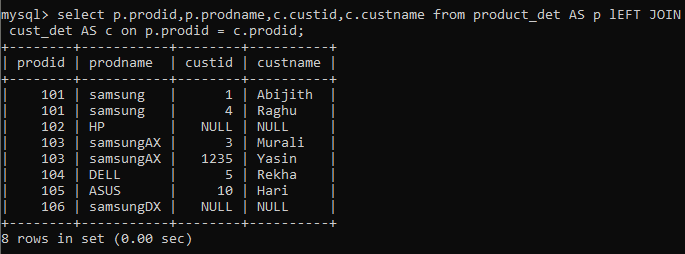 mysql> select p.prodid,p.prodname,c.custid,c.custname from product_det AS p lEFT JOIN
 cust_det AS c on p.prodid = c.prodid;
+--------+-----------+--------+----------+
| prodid | prodname  | custid | custname |
+--------+-----------+--------+----------+
|    101 | samsung   |      1 | Abijith  |
|    101 | samsung   |      4 | Raghu    |
|    102 | HP        |   NULL | NULL     |
|    103 | samsungAX |      3 | Murali   |
|    103 | samsungAX |   1235 | Yasin    |
|    104 | DELL      |      5 | Rekha    |
|    105 | ASUS      |     10 | Hari     |
|    106 | samsungDX |   NULL | NULL     |
+--------+-----------+--------+----------+
8 rows in set (0.00 sec)